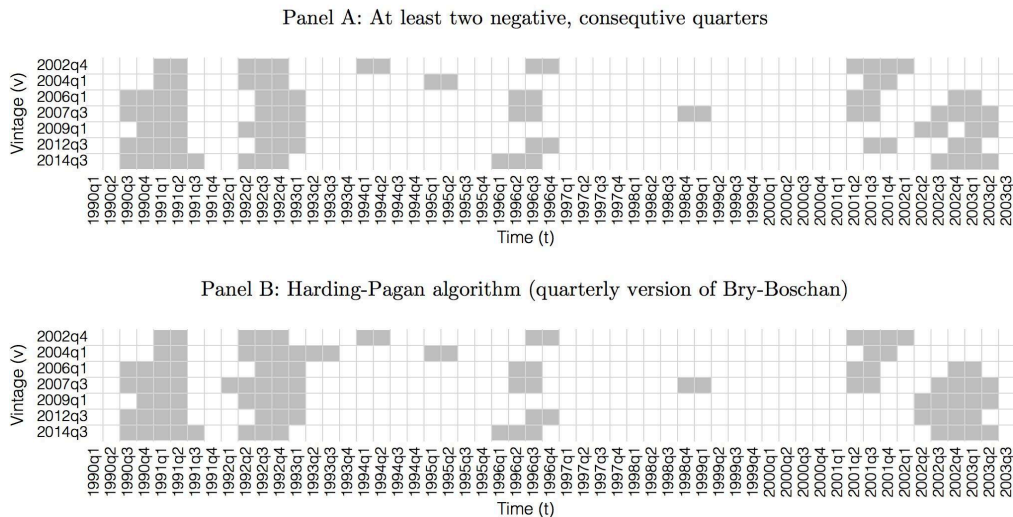 Panel A: At least two negative, consequtive quarters
Vintage (v)
2002q4
2004q1
2006q1
2007q3
2009q1
2012q3
2014q3
1990q1 1990q2 1990q3 1990q4 1991q1 1991q2 1991q3 1991q4 1992q1 1992q2 1992q3 1992q4 1993q1 1993q2 1993q3 1993q4 1994q1 1994q2 1994q3 1994q4 1995q1 1995q2 1995q3 1995q4 1996q1 1996q2 1996q3 1996q4 1997q1 1997q2 1997q3 1997q4 1998q1 1998q2 1998q3 1998q4 1999q1 1999q2 1999q3 1999q4 2000q1 2000q2 2000q3 2000q4 2001q1 2001q2 2001q3 2001q4 2002q1 2002q2 2002q3 2002q4 2003q1 2003q2 2003q3
Time (t)
Panel B: Harding-Pagan algorithm (quarterly version of Bry-Boschan)
Vintage (v)
2002q4
2004q1
2006q1
2007q3
2009q1
2012q3
2014q3
1990q1 1990q2 1990q3 1990q4 1991q1 1991q2 1991q3 1991q4 1992q1 1992q2 1992q3 1992q4 1993q1 1993q2 1993q3 1993q4 1994q1 1994q2 1994q3 1994q4 1995q1 1995q2 1995q3 1995q4 1996q1 1996q2 1996q3 1996q4 1997q1 1997q2 1997q3 1997q4 1998q1 1998q2 1998q3 1998q4 1999q1 1999q2 1999q3 1999q4 2000q1 2000q2 2000q3 2000q4 2001q1 2001q2 2001q3 2001q4 2002q1 2002q2 2002q3 2002q4 2003q1 2003q2 2003q3
Time (t)